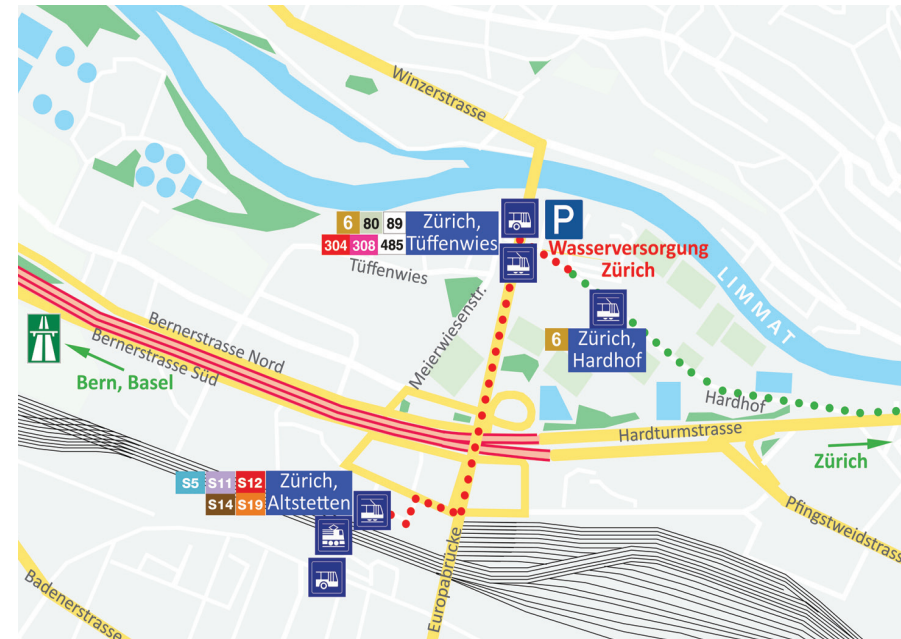 Winzerstrasse
6 80 89
304 308 485
Zürich,
Tüffenwies
P
Wasserversorgung
Zürich
Tüffenwies
LIMMAT
Meierwiesenstr.
6
Zürich,
Hardhof
Bernerstrasse Nord
Bernerstrasse Süd
Bern, Basel
Hardhof
Hardturmstrasse
Zürich
S5 S11 S12
S14 S19
Zürich,
Altstetten
Pfingstweidstrasse
Europabrücke
Badenerstrasse